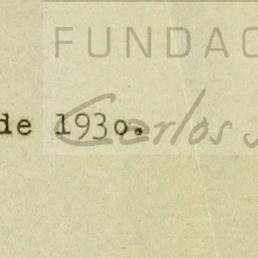 FUNDAC
de 1930.
Carlos